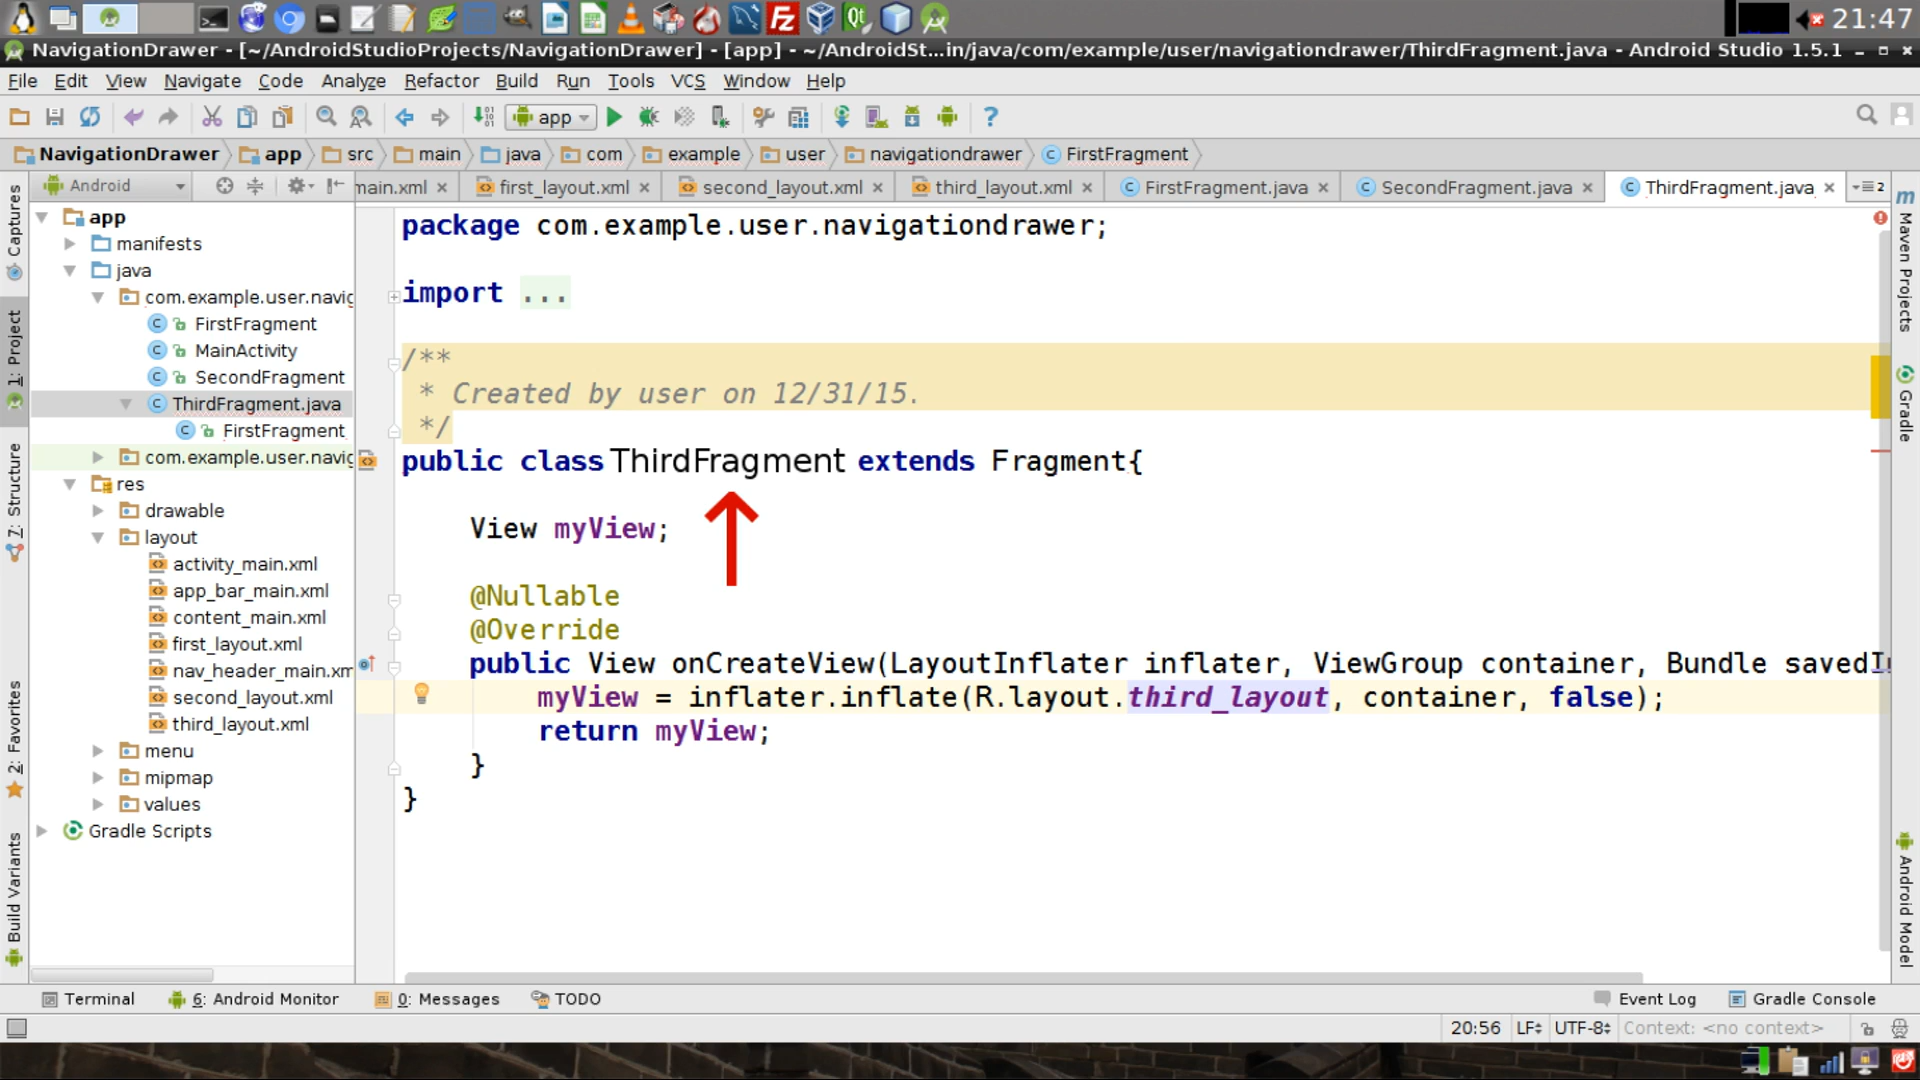 21:47
NavigationDrawer - [~/AndroidStudioProjects/NavigationDrawer] - [app] - ~/AndroidSt...in/java/com/example/user/navigationdrawer/ThirdFragment.java - Android Studio 1.5.1
File Edit View Navigate Code Analyze Refactor Build Run Tools VCS Window Help
app
NavigationDrawer app src main java com example user navigationdrawer FirstFragment
Android
main.xml first_layout.xml second_layout.xml third_layout.xml FirstFragment.java SecondFragment.java ThirdFragment.java 2
Captures
1: Project
7: Structure
2: Favorites
Build Variants
app
manifests
java
com.example.user.navig
FirstFragment
MainActivity
SecondFragment
ThirdFragment.java
FirstFragment
com.example.user.navig
res
drawable
layout
activity_main.xml
app_bar_main.xml
content_main.xml
first_layout.xml
nav_header_main.xm
second_layout.xml
third_layout.xml
menu
mipmap
values
Gradle Scripts
package com.example.user.navigationdrawer;
import ...
/**
* Created by user on 12/31/15.
*/
public class ThirdFragment extends Fragment{
View myView;
@Nullable
@Override
public View onCreateView(LayoutInflater inflater, ViewGroup container, Bundle savedI
myView = inflater.inflate(R.layout.third_layout, container, false);
return myView;
}
}
Maven Projects
Gradle
Android Model
Terminal 6: Android Monitor 0: Messages TODO Event Log Gradle Console
20:56 LF UTF-8 Context: <no context>